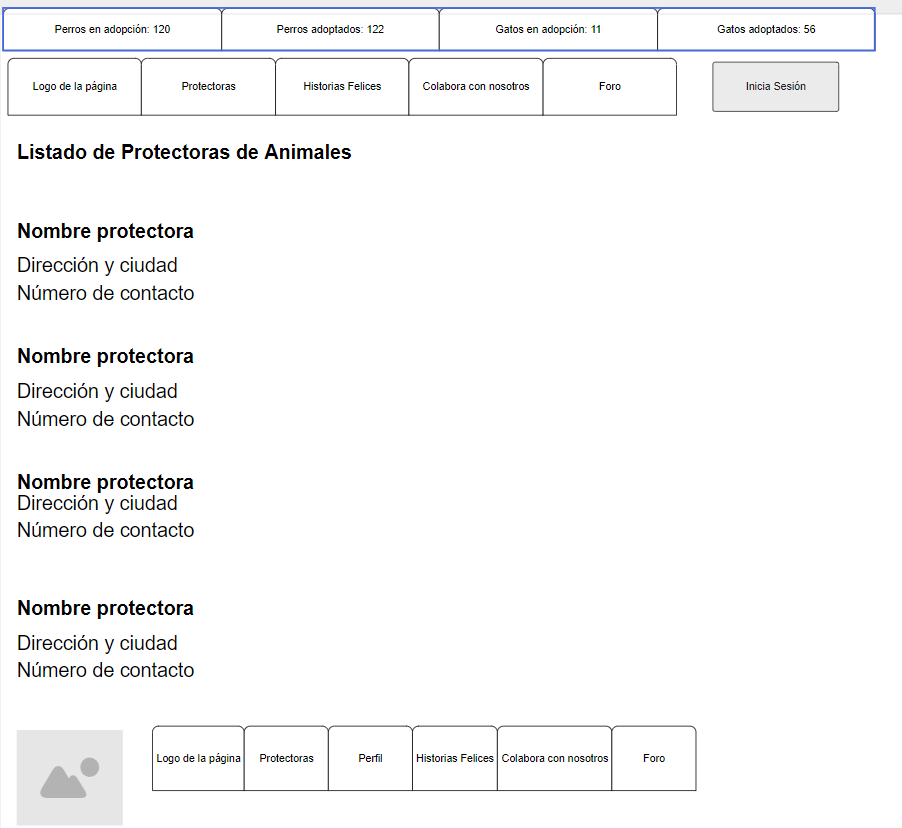 Perros en adopción: 120 Perros adoptados: 122 Gatos en adopción: 11 Gatos adoptados: 56
Logo de la página Protectoras Historias Felices Colabora con nosotros Foro Inicia Sesión
Listado de Protectoras de Animales
Nombre protectora
Dirección y ciudad
Número de contacto
Nombre protectora
Dirección y ciudad
Número de contacto
Nombre protectora
Dirección y ciudad
Número de contacto
Nombre protectora
Dirección y ciudad
Número de contacto
Logo de la página Protectoras Perfil Historias Felices Colabora con nosotros Foro